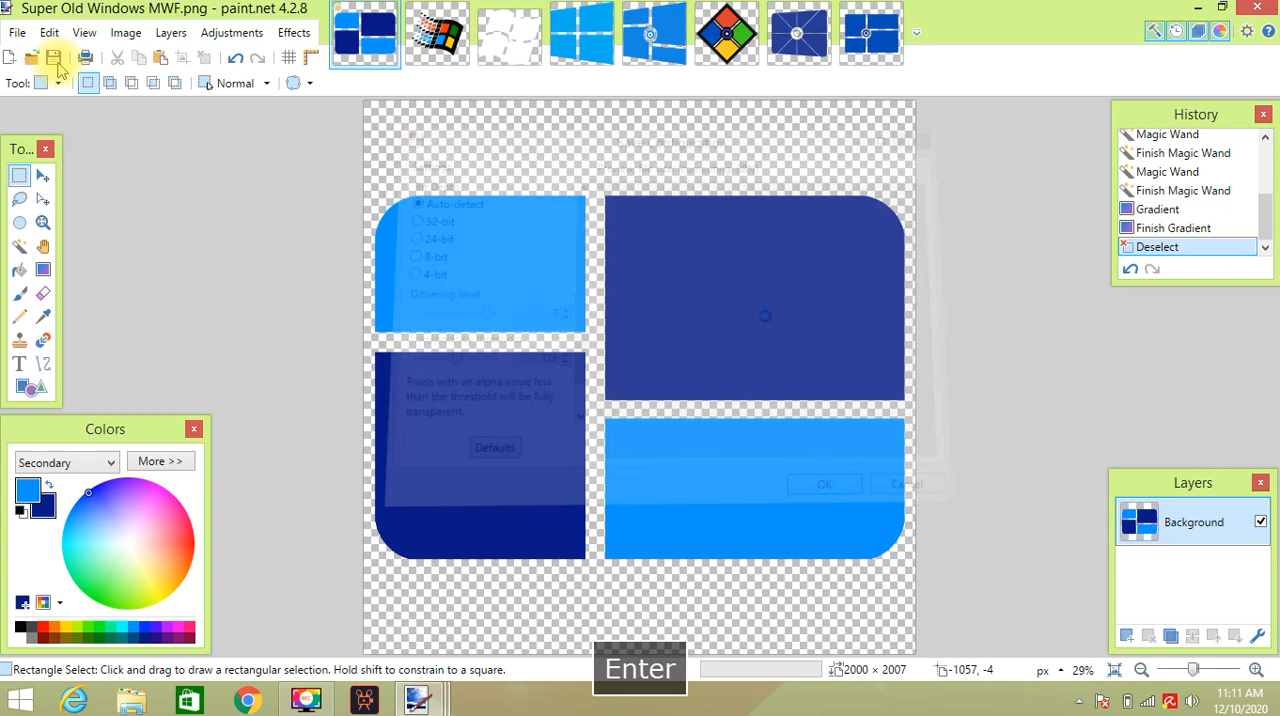 Super Old Windows MWF.png - paint.net 4.2.8
File Edit View Image Layers Adjustments Effects
Tool: Normal
To...
History
Magic Wand
Finish Magic Wand
Magic Wand
Finish Magic Wand
Gradient
Finish Gradient
Deselect
Auto-detect
32-bit
24-bit
8-bit
4-bit
Dithering level
7
128
Pixels with an alpha value less
than the threshold will be fully
transparent.
Defaults
OK Cancel
Colors
Secondary More >>
Layers
Background
Enter
Rectangle Select: Click and drag to draw a rectangular selection. Hold shift to constrain to a square.
2000 × 2007 -1057, -4 px 29%
11:11 AM
12/10/2020